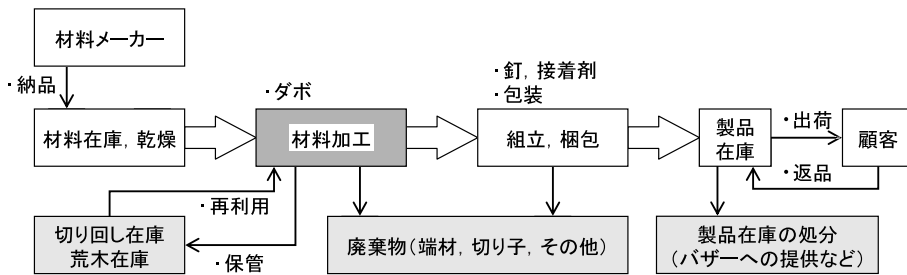 材料メーカー
・納品
・ダボ
・釘，接着剤
・包装
材料在庫，乾燥
材料加工
組立，梱包
製品
在庫
・出荷
顧客
・返品
・再利用
切り回し在庫
荒木在庫
・保管
廃棄物（端材，切り子，その他）
製品在庫の処分
（バザーへの提供など）